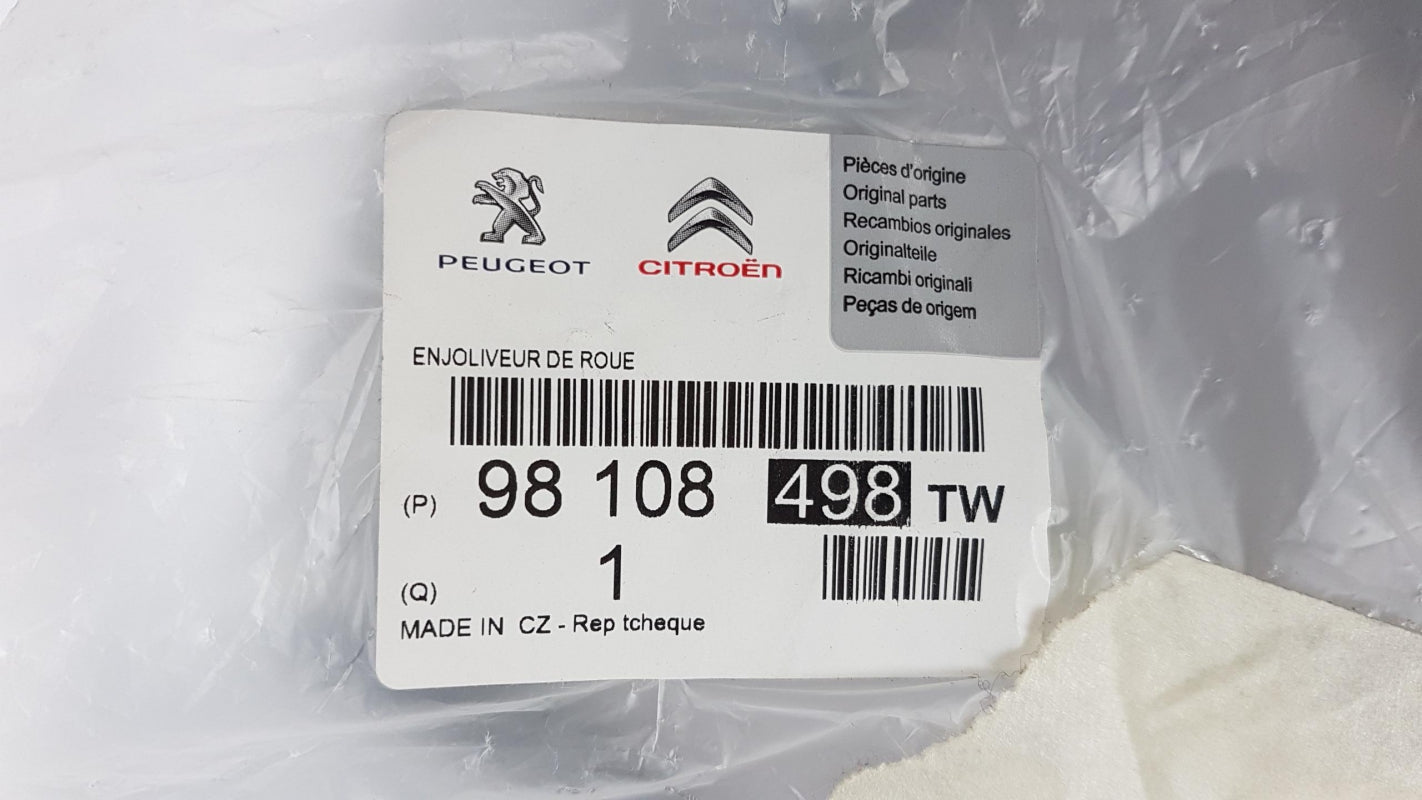 PEUGEOT
CITROËN
Pièces d'origine
Original parts
Recambios originales
Originalteile
Ricambi originali
Peças de origem
ENJOLIVEUR DE ROUE
(P) 98 108 498 TW
(Q) 1
MADE IN CZ - Rep tcheque